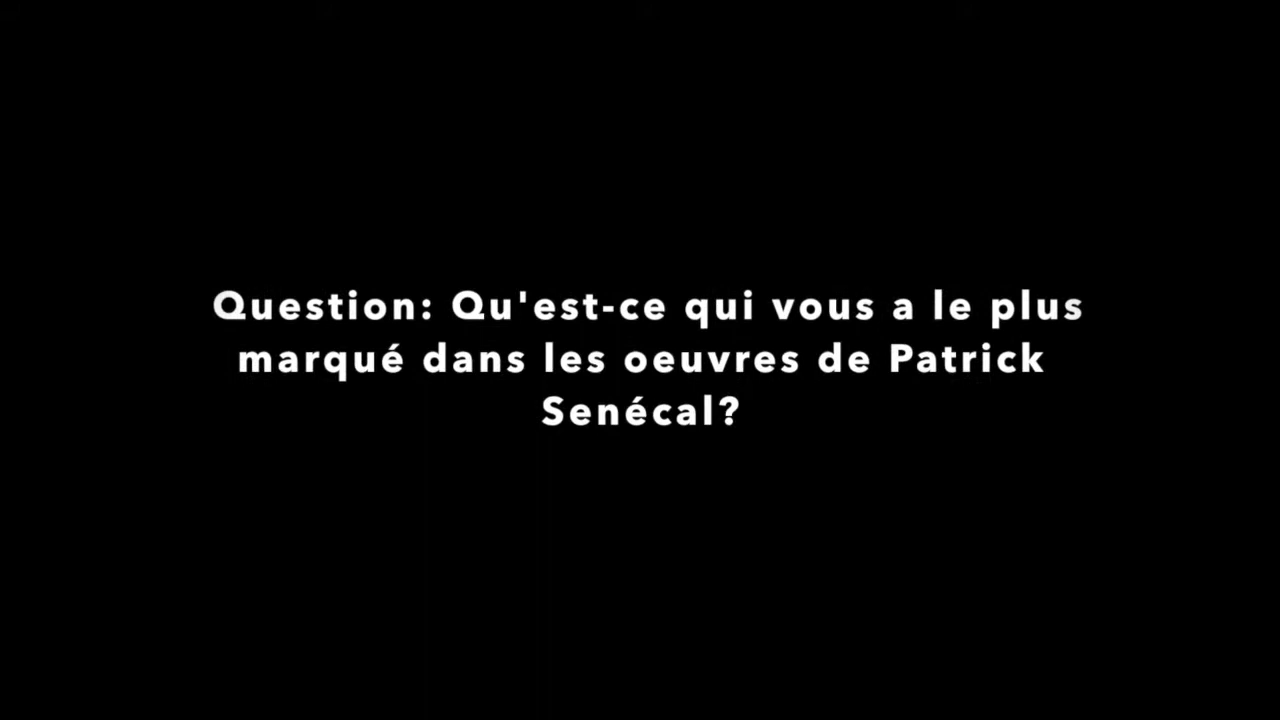 Question: Qu'est-ce qui vous a le plus
marqué dans les oeuvres de Patrick
Senécal?